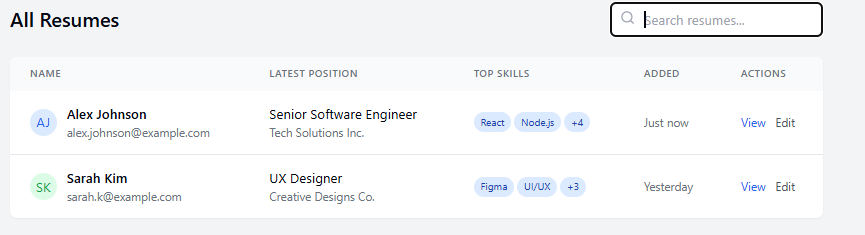 All Resumes
Search resumes...
NAME LATEST POSITION TOP SKILLS ADDED ACTIONS
AJ Alex Johnson Senior Software Engineer React Node.js +4 Just now View Edit
alex.johnson@example.com Tech Solutions Inc.
SK Sarah Kim UX Designer Figma UI/UX +3 Yesterday View Edit
sarah.k@example.com Creative Designs Co.